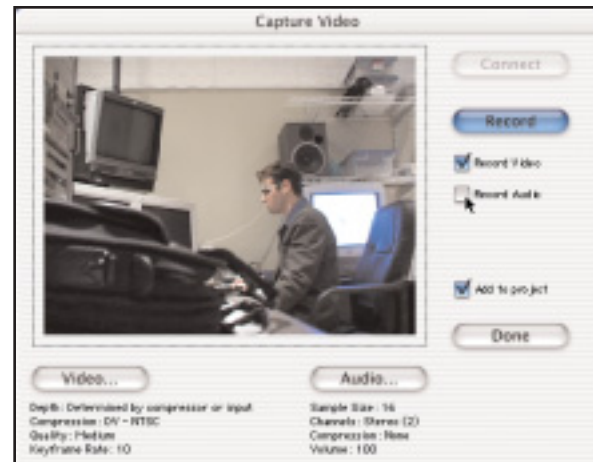 Capture Video
Connect
Record
Record Video
Record Audio
Add to project
Done
Video...
Audio...
Depth: Determined by compressor or input
Compression: DV - NTSC
Quality: Medium
Keyframe Rate: 10
Sample Size: 16
Channels: Stereo (2)
Compression: None
Volume: 100